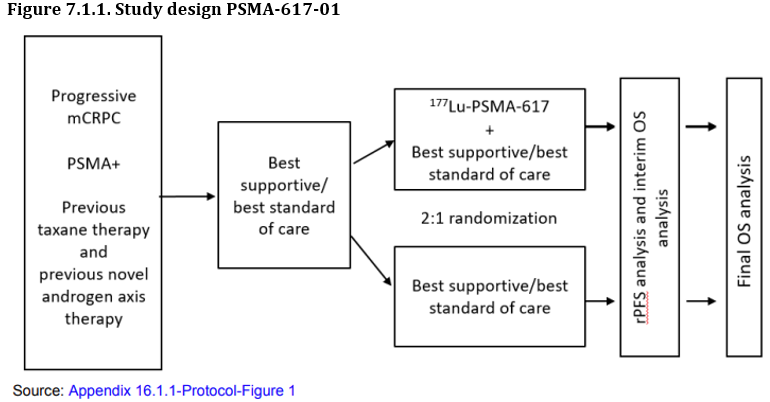 Figure 7.1.1. Study design PSMA-617-01
Progressive
mCRPC
PSMA+
Previous
taxane therapy
and
previous novel
androgen axis
therapy
Best
supportive/
best standard
of care
¹⁷⁷Lu-PSMA-617
+
Best supportive/best
standard of care
2:1 randomization
Best supportive/best
standard of care
rPFS analysis and interim OS
analysis
Final OS analysis
Source: Appendix 16.1.1-Protocol-Figure 1